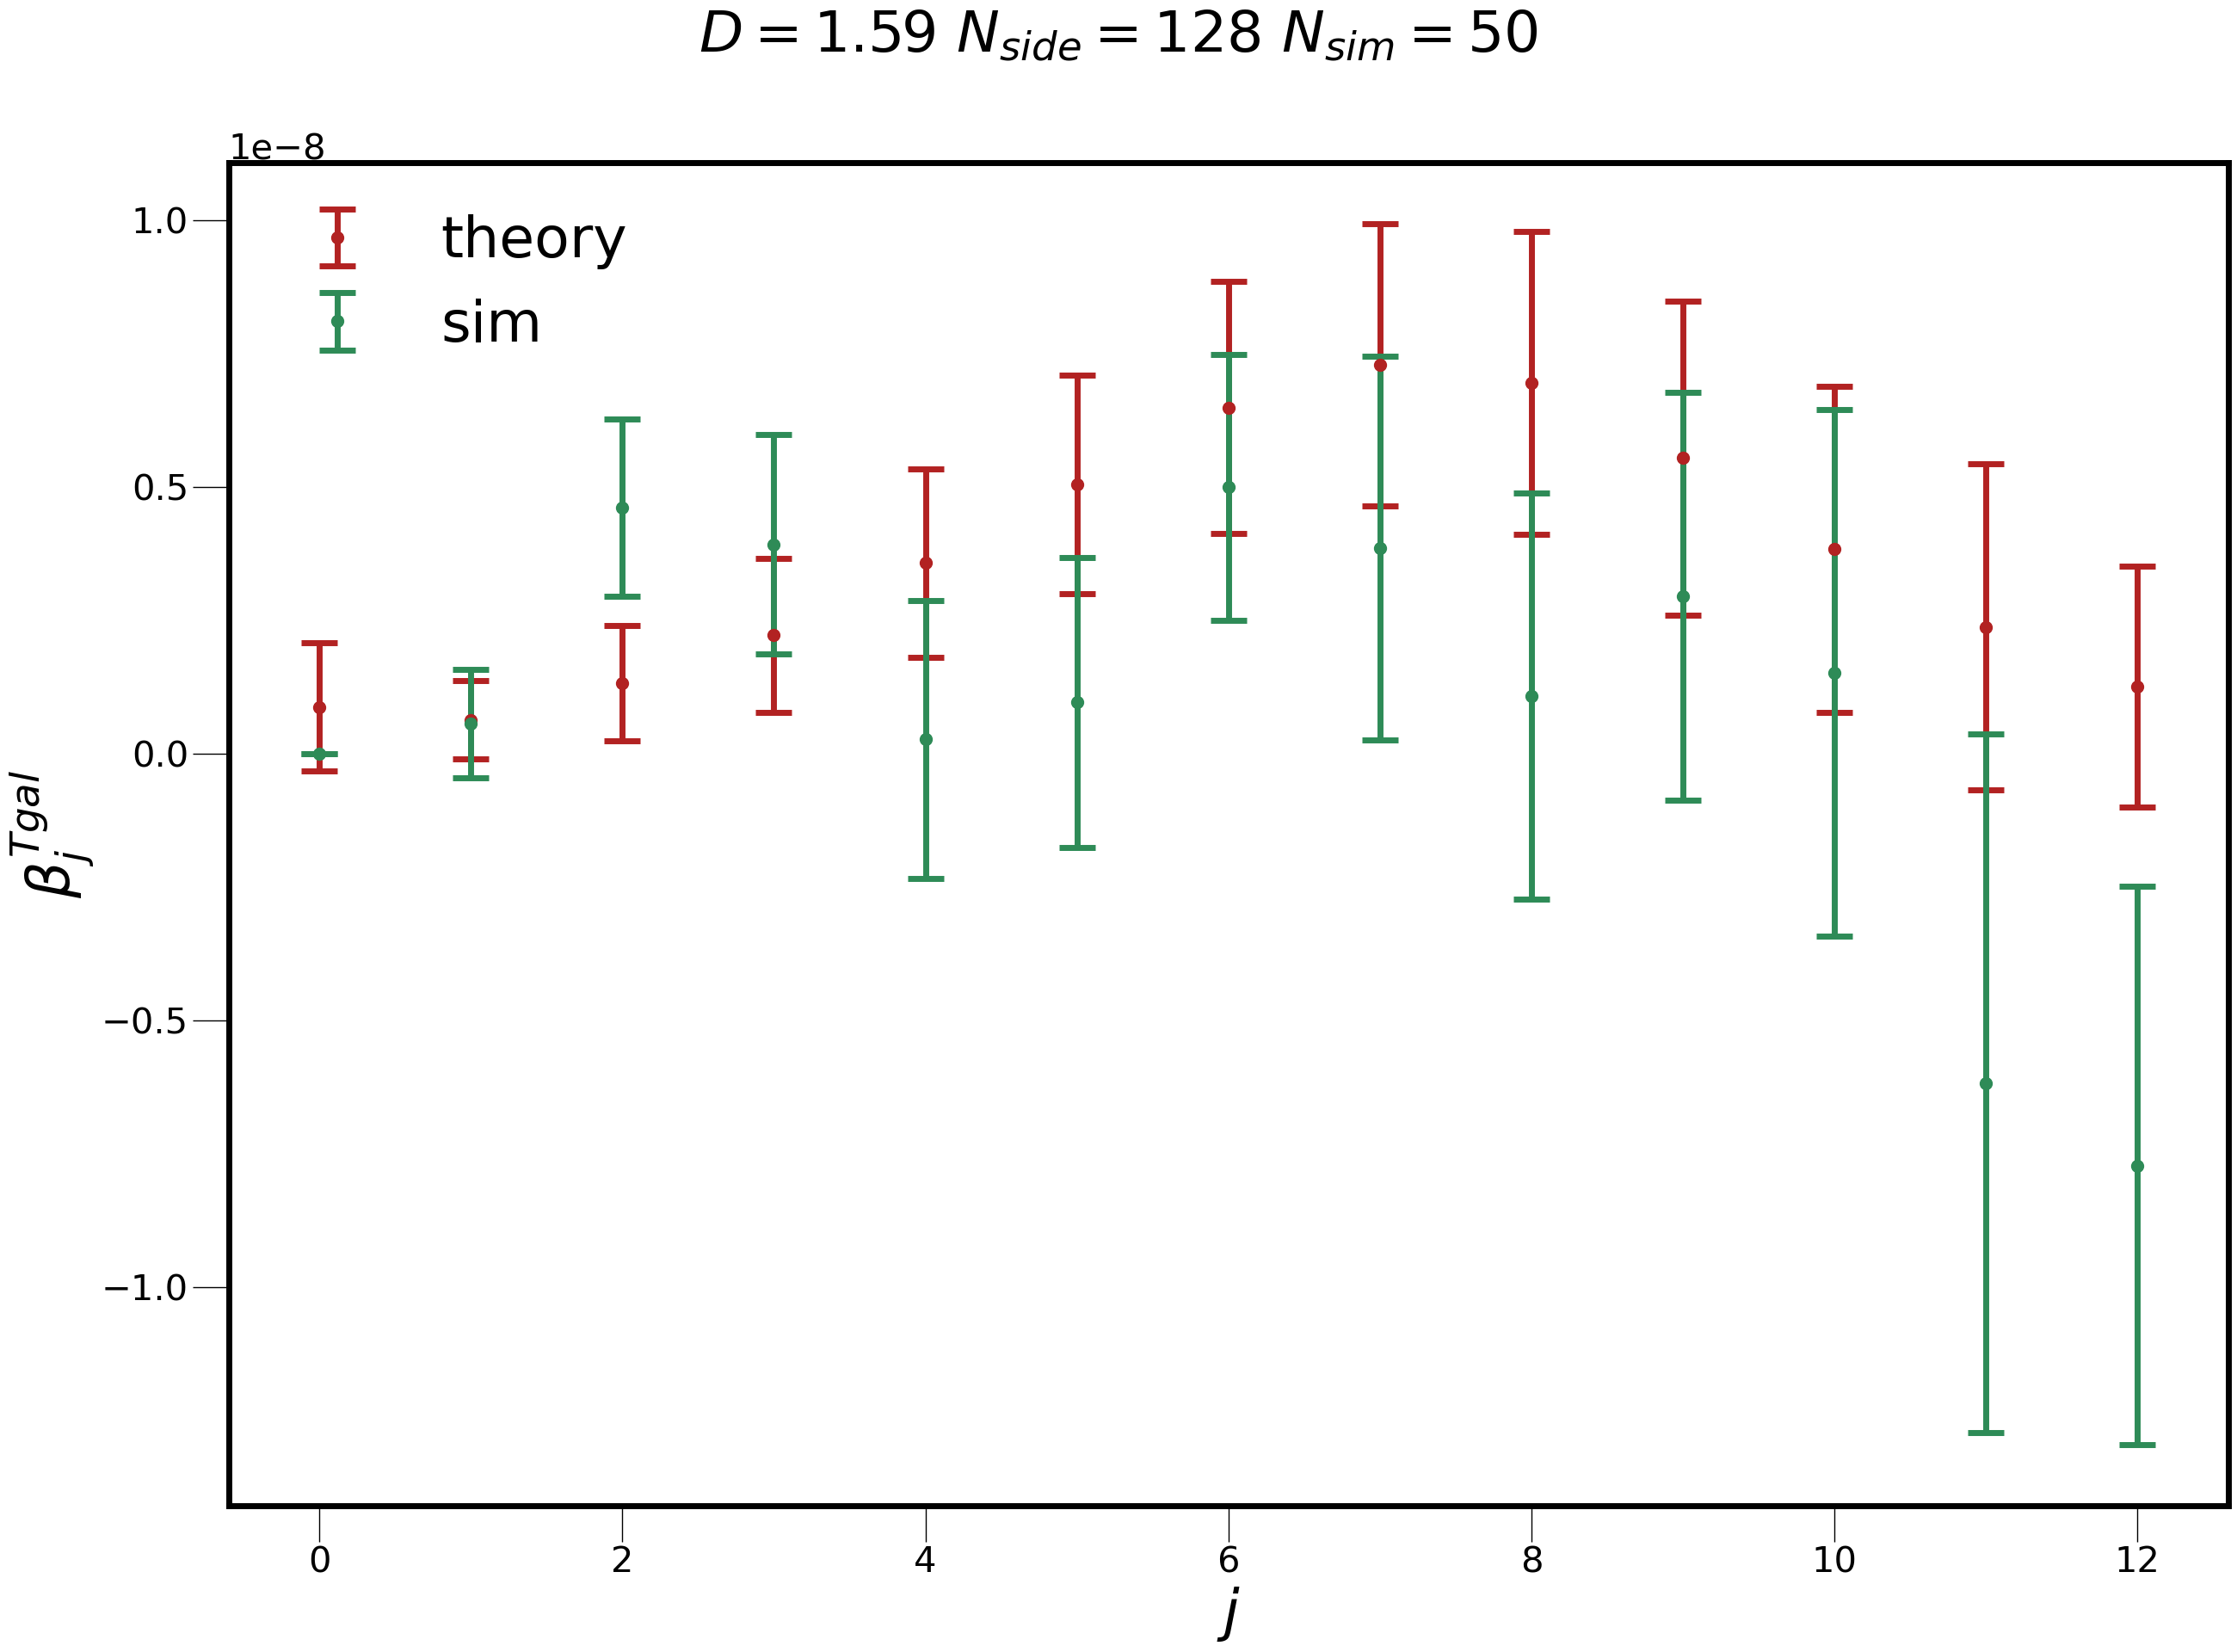 D = 1.59 N_side = 128 N_sim = 50
1e−8
theory
sim
1.0
0.5
0.0
−0.5
−1.0
β_j^Tgal
0 2 4 6 8 10 12
j